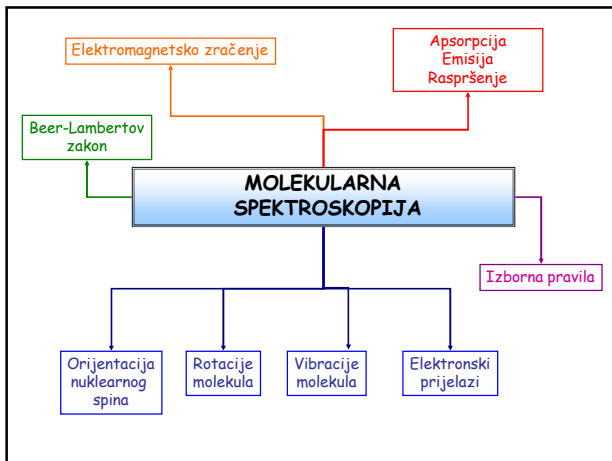 Elektromagnetsko zračenje
Apsorpcija
Emisija
Raspršenje
Beer-Lambertov
zakon
MOLEKULARNA
SPEKTROSKOPIJA
Izborna pravila
Orijentacija
nuklearnog
spina
Rotacije
molekula
Vibracije
molekula
Elektronski
prijelazi